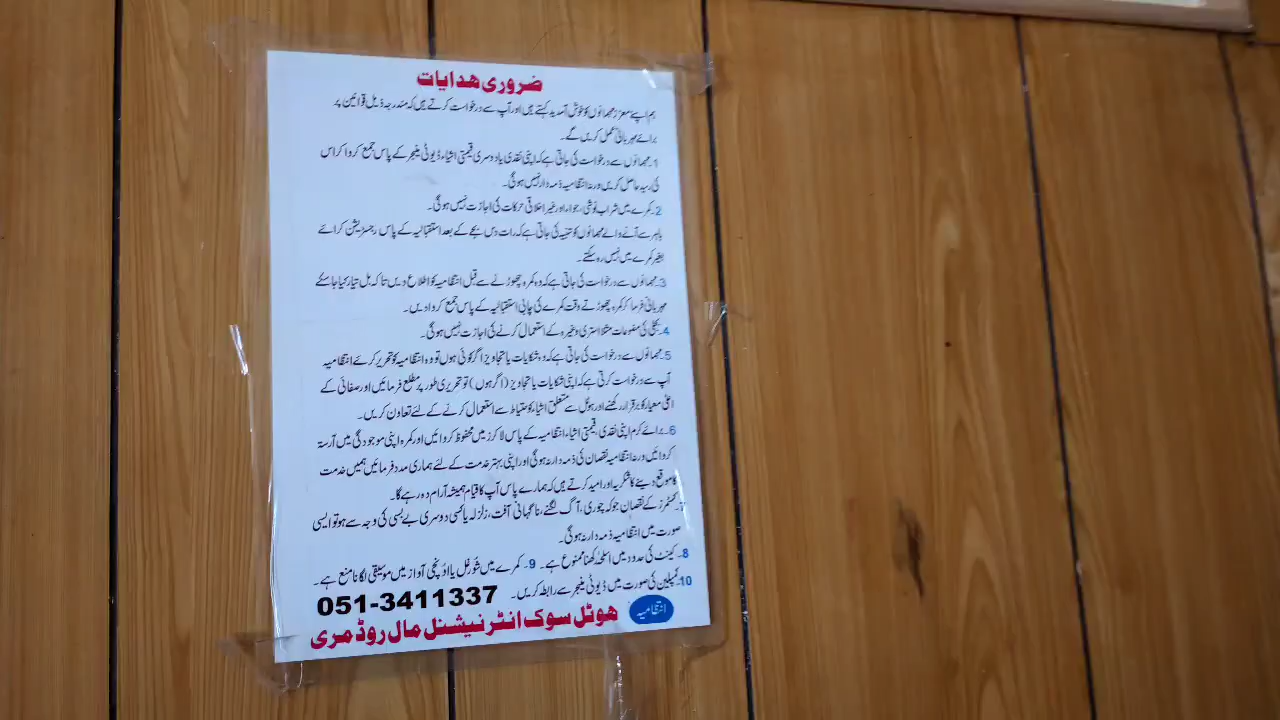 ضروری ھدایات
ہم اپنے معزز مہمانوں کو خوش آمدید کہتے ہیں اور آپ سے درخواست کرتے ہیں کہ مندرجہ ذیل قوانین پر
برائے مہربانی عمل کریں گے۔
1۔مہمانوں سے درخواست کی جاتی ہے کہ اپنی نقدی یا دوسری قیمتی اشیاء، ڈیوٹی منیجر کے پاس جمع کروا کر اس
کی رسید حاصل کریں ورنہ انتظامیہ ذمہ دار نہیں ہوگی۔
2۔کمرے میں شراب نوشی، جواء، اور غیر اخلاقی حرکات کی اجازت نہیں ہوگی۔
باہر سے آنے والے مہمانوں کو تنبیہ کی جاتی ہے کہ رات دس بجے کے بعد استقبالیہ کے پاس رجسٹریشن کرائے
بغیر کمرے میں نہیں رہ سکتے۔
3۔مہمانوں سے درخواست کی جاتی ہے کہ وہ کمرہ چھوڑنے سے قبل انتظامیہ کو اطلاع دیں تاکہ بل تیار کیا جا سکے
مہربانی فرما کر کمرہ چھوڑتے وقت کمرے کی چابی استقبالیہ کے پاس جمع کروا دیں۔
4۔بجلی کی مصنوعات مثلا استری وغیرہ کے استعمال کرنے کی اجازت نہیں ہوگی۔
5۔مہمانوں سے درخواست کی جاتی ہے کہ وہ شکایات یا تجاویز اگر کوئی ہوں تو وہ انتظامیہ کو تحریر کرائے انتظامیہ
آپ سے درخواست کرتی ہے کہ اپنی شکایات یا تجاویز (اگر ہوں) تو تحریری طور پر مطلع فرمائیں اور صفائی کے
اعلیٰ معیار کو برقرار رکھنے اور ہوٹل سے متعلق اشیاء کو احتیاط سے استعمال کرنے کے لئے تعاون کریں۔
6۔برائے کرم اپنی نقدی، قیمتی اشیاء، انتظامیہ کے پاس لاکرز میں محفوظ کروائیں اور کمرہ اپنی موجودگی میں آرستہ
کروائیں ورنہ انتظامیہ نقصان کی ذمہ دار نہ ہوگی اور اپنی بہتر خدمت کے لئے ہماری مدد فرمائیں ہمیں خدمت
کا موقع دینے کا شکریہ اور امید کرتے ہیں کہ ہمارے پاس آپ کا قیام ہمیشہ آرام دہ رہے گا۔
7۔کسٹمرز کے نقصان جو کہ چوری، آگ لگنے، ناگہانی آفت، زلزلہ یا کسی دوسری بے بسی کی وجہ سے ہو تو ایسی
صورت میں انتظامیہ ذمہ دار نہ ہوگی۔
8۔ کینٹ کی حدود میں اسلحہ رکھنا ممنوع ہے۔ 9۔ کمرے میں شوروغل یا اونچی آواز میں موسیقی لگانا منع ہے۔
10۔کمپلین کی صورت میں ڈیوٹی منیجر سے رابطہ کریں۔ 051-3411337
انتظامیہ ھوٹل سوک انٹرنیشنل مال روڈ مری